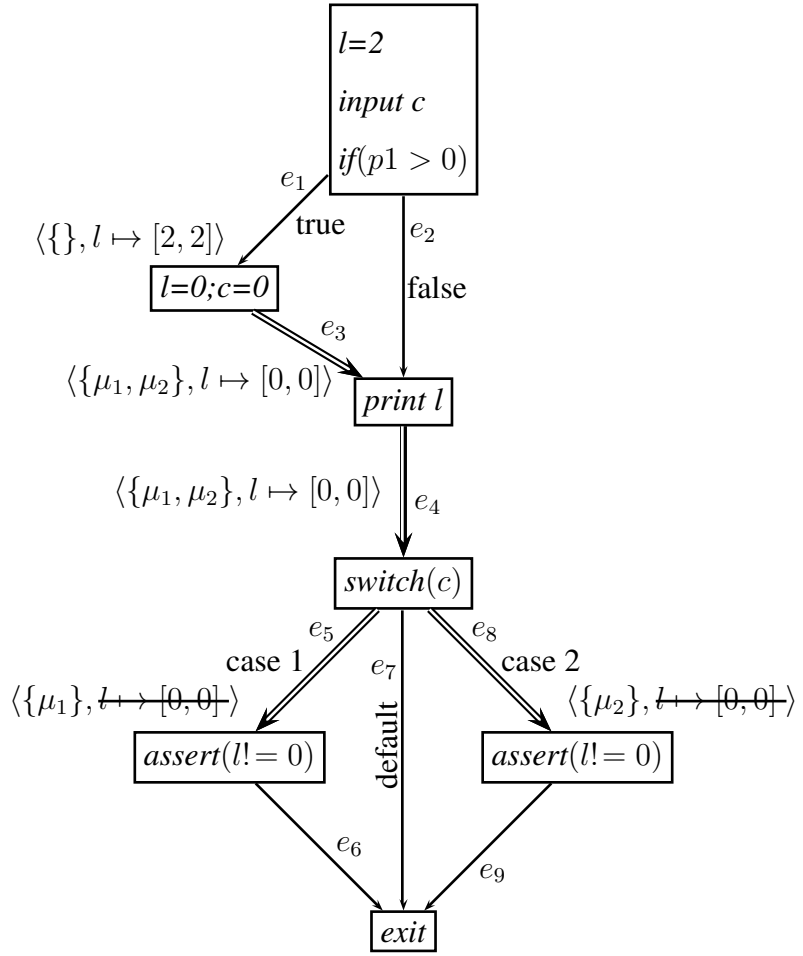 l=2
input c
if(p1 > 0)
e₁
true
e₂
⟨{}, l ↦ [2, 2]⟩
l=0;c=0
false
e₃
⟨{μ₁, μ₂}, l ↦ [0, 0]⟩
print l
⟨{μ₁, μ₂}, l ↦ [0, 0]⟩
e₄
switch(c)
e₅
e₈
case 1
e₇
case 2
⟨{μ₁}, l ↦ [0, 0] ⟩
⟨{μ₂}, l ↦ [0, 0] ⟩
default
assert(l! = 0)
assert(l! = 0)
e₆
e₉
exit